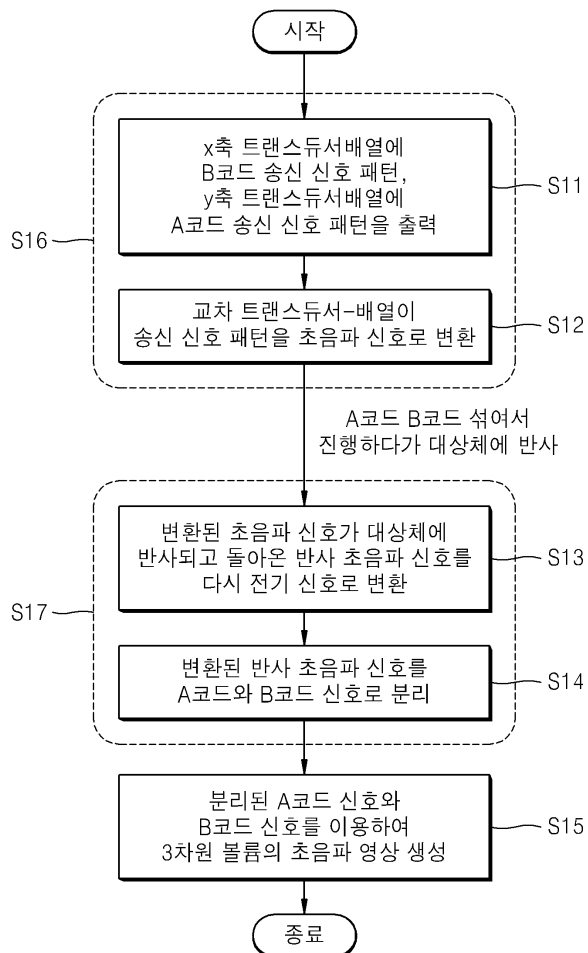 시작
x축 트랜스듀서배열에
B코드 송신 신호 패턴,
y축 트랜스듀서배열에
A코드 송신 신호 패턴을 출력
S11
S16
교차 트랜스듀서-배열이
송신 신호 패턴을 초음파 신호로 변환
S12
A코드 B코드 섞여서
진행하다가 대상체에 반사
변환된 초음파 신호가 대상체에
반사되고 돌아온 반사 초음파 신호를
다시 전기 신호로 변환
S13
S17
변환된 반사 초음파 신호를
A코드와 B코드 신호로 분리
S14
분리된 A코드 신호와
B코드 신호를 이용하여
3차원 볼륨의 초음파 영상 생성
S15
종료